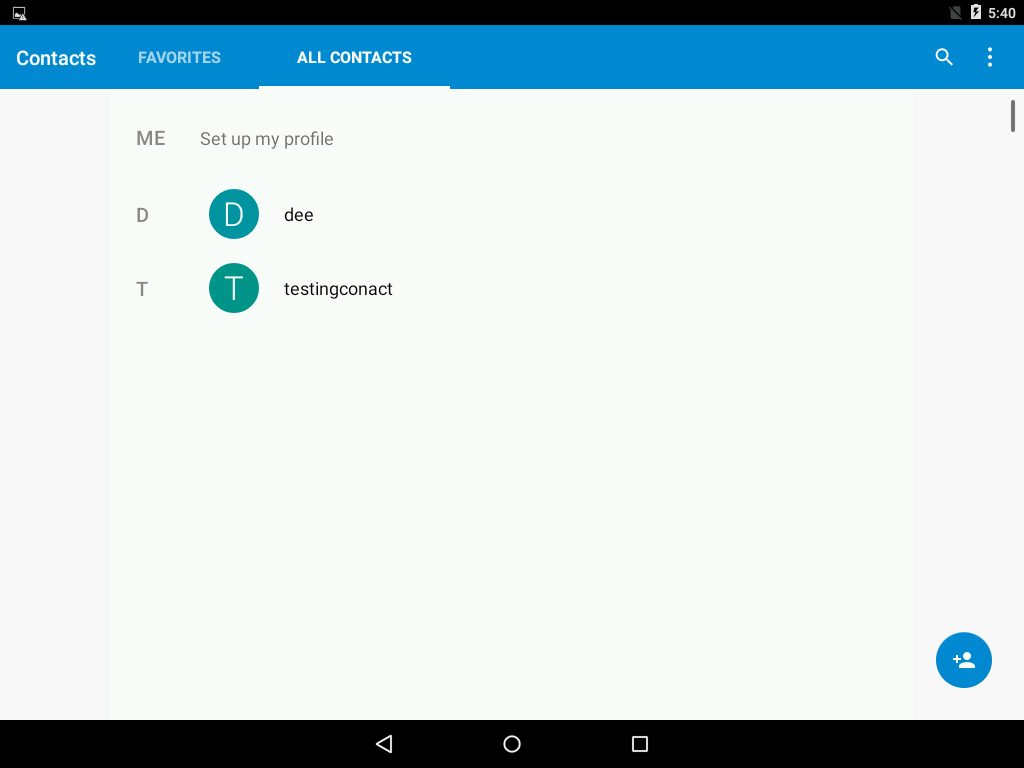 5:40
Contacts FAVORITES ALL CONTACTS
ME Set up my profile
D D dee
T T testingconact